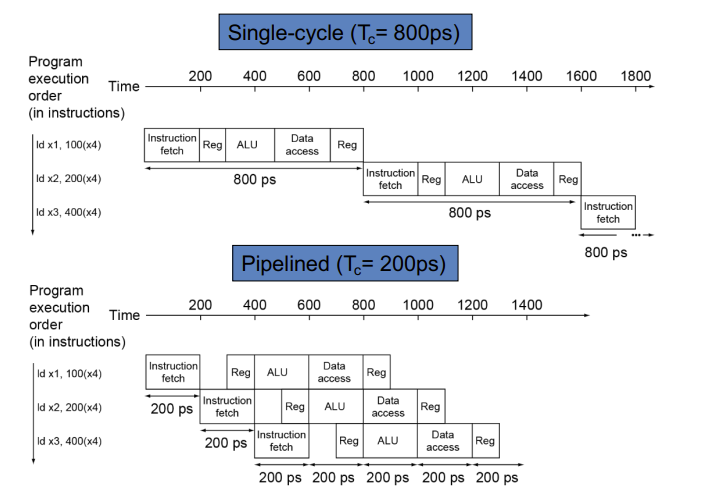 Single-cycle (Tc= 800ps)
Program
execution
order
(in instructions)
Time
200 400 600 800 1000 1200 1400 1600 1800
ld x1, 100(x4)
Instruction
fetch
Reg
ALU
Data
access
Reg
800 ps
ld x2, 200(x4)
Instruction
fetch
Reg
ALU
Data
access
Reg
800 ps
ld x3, 400(x4)
Instruction
fetch
...
800 ps
Pipelined (Tc= 200ps)
Program
execution
order
(in instructions)
Time
200 400 600 800 1000 1200 1400
ld x1, 100(x4)
Instruction
fetch
Reg
ALU
Data
access
Reg
200 ps
ld x2, 200(x4)
Instruction
fetch
Reg
ALU
Data
access
Reg
200 ps
ld x3, 400(x4)
Instruction
fetch
Reg
ALU
Data
access
Reg
200 ps 200 ps 200 ps 200 ps 200 ps